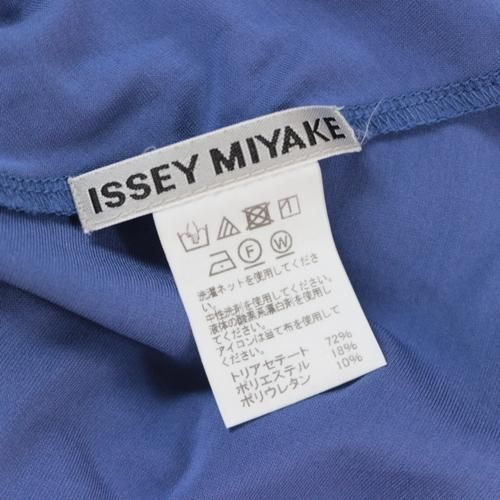 ISSEY MIYAKE
F W
洗濯ネットを使用してくださ
い。
中性洗剤を使用してください。
液体の酸素系漂白剤を使用し
てください。
アイロンは当て布を使用して
ください。
トリアセテート 72%
ポリエステル 18%
ポリウレタン 10%